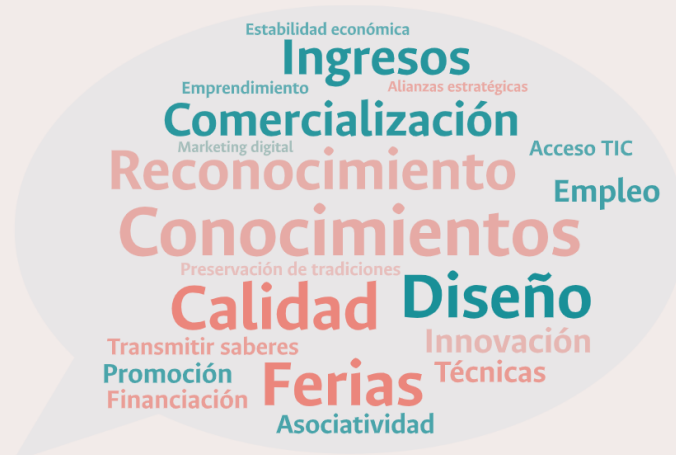 Estabilidad económica
Ingresos
Emprendimiento
Alianzas estratégicas
Comercialización
Marketing digital
Acceso TIC
Reconocimiento
Empleo
Conocimientos
Preservación de tradiciones
Calidad
Diseño
Innovación
Transmitir saberes
Promoción
Ferias
Técnicas
Financiación
Asociatividad